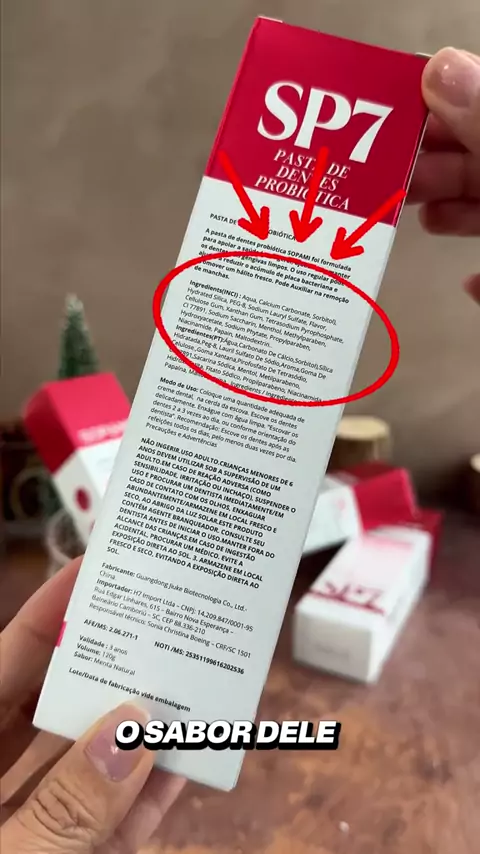 SP7
PASTA DE
DENTES
PROBIÓTICA
PASTA DE
A pasta de dentes probiótica SOPAMI foi formulada
para apoiar a
os dentes gengivas limpos. O uso regular pode
reduzir o acúmulo de placa bacteriana e
promover um hálito fresco. Pode Auxiliar na remoção
de manchas.
Ingredients(INCI) : Aqua, Calcium Carbonate, Sorbitol,
Hydrated Silica, PEG-8, Sodium Lauryl Sulfate, Flavor,
Cellulose Gum, Xanthan Gum, Tetrasodium Pyrophosphate,
CI 77891, Sodium Saccharin, Menthol, Methylparaben,
Hydroxyacetate, Sodium Phytate, Propylparaben,
Niacinamide, Papain, Maltodextrin.
Ingredientes(PT):Água,Carbonato De Cálcio,Sorbitol,Sílica
Hidratada,Peg-8, Lauril Sulfato De Sódio,Aroma,Goma De
Celulose,Goma Xantana,Pirofosfato De Tetrasódio,
77891,Sacarina Sódica, Mentol, Metilparabeno,
Fitato Sódico, Propilparabeno, Niacinamida,
Papaína,
Modo de Uso: Coloque uma quantidade adequada de
creme dental, na cerda da escova. Escove os dentes
delicadamente. Enxágue com água limpa. "Escovar os
dentes 2 a 3 vezes ao dia, ou conforme orientação do
dentista" Recomendação: Escove os dentes após as
refeições todos os dias, pelo menos duas vezes por dia.
Precauções e Advertências
NÃO INGERIR.USO ADULTO.CRIANÇAS MENORES DE 6
ANOS DEVEM UTILIZAR SOB A SUPERVISÃO DE UM
ADULTO.EM CASO DE REAÇÃO ADVERSA (COMO
SENSIBILIDADE, IRRITAÇÃO OU INCHAÇO), SUSPENDER O
USO E PROCURAR UM DENTISTA IMEDIATAMENTE/EM
CASO DE CONTATO COM OS OLHOS, ENXAGUAR
ABUNDANTEMENTE/ARMAZENE EM LOCAL FRESCO E
SECO, AO ABRIGO DA LUZ SOLAR.ESTE PRODUTO
CONTÉM AGENTE BRANQUEADOR. CONSULTE SEU
DENTISTA ANTES DE INICIAR O USO.MANTER FORA DO
ALCANCE DAS CRIANÇAS/EM CASO DE INGESTÃO
ACIDENTAL, PROCURAR UM MÉDICO. EVITE A
EXPOSIÇÃO DIRETA AO SOL. 3. ARMAZENE EM LOCAL
FRESCO E SECO. EVITANDO A EXPOSIÇÃO DIRETA AO
SOL.
Fabricante: Guangdong Jiuke Biotecnologia Co., Ltd.-
China.
Importador: H7 Import Ltda – CNPJ: 14.209.847/0001-95
Rua Edgar Linhares, 615 – Bairro Nova Esperança –
Balneário Camboriú – SC, CEP 88.336-210
Responsável técnico: Sonia Christina Boeing – CRF/SC 1501
AFE/MS: 2.06.271-1
NOTI /MS: 25351199616202536
Validade : 3 anos
Volume: 120g
Sabor: Menta Natural
Lote/Data de fabricação vide embalagem
SOPAMI
O SABOR DELE